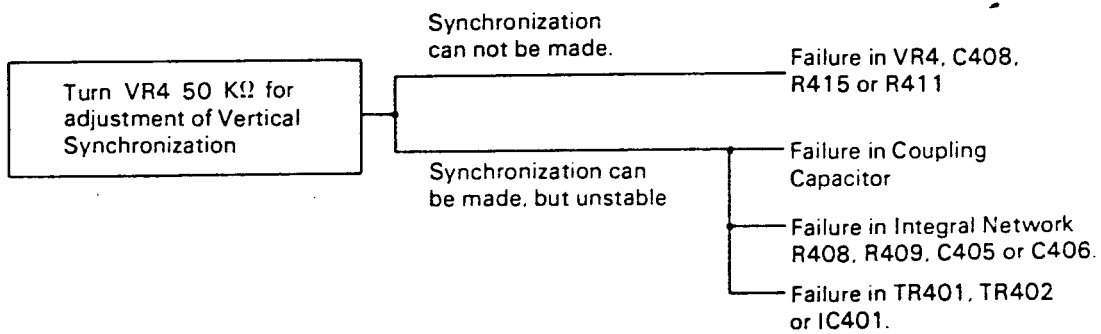 Synchronization
can not be made.
Turn VR4 50 KΩ for
adjustment of Vertical
Synchronization
Failure in VR4, C408,
R415 or R411
Synchronization can
be made, but unstable
Failure in Coupling
Capacitor
Failure in Integral Network
R408, R409, C405 or C406.
Failure in TR401, TR402
or IC401.